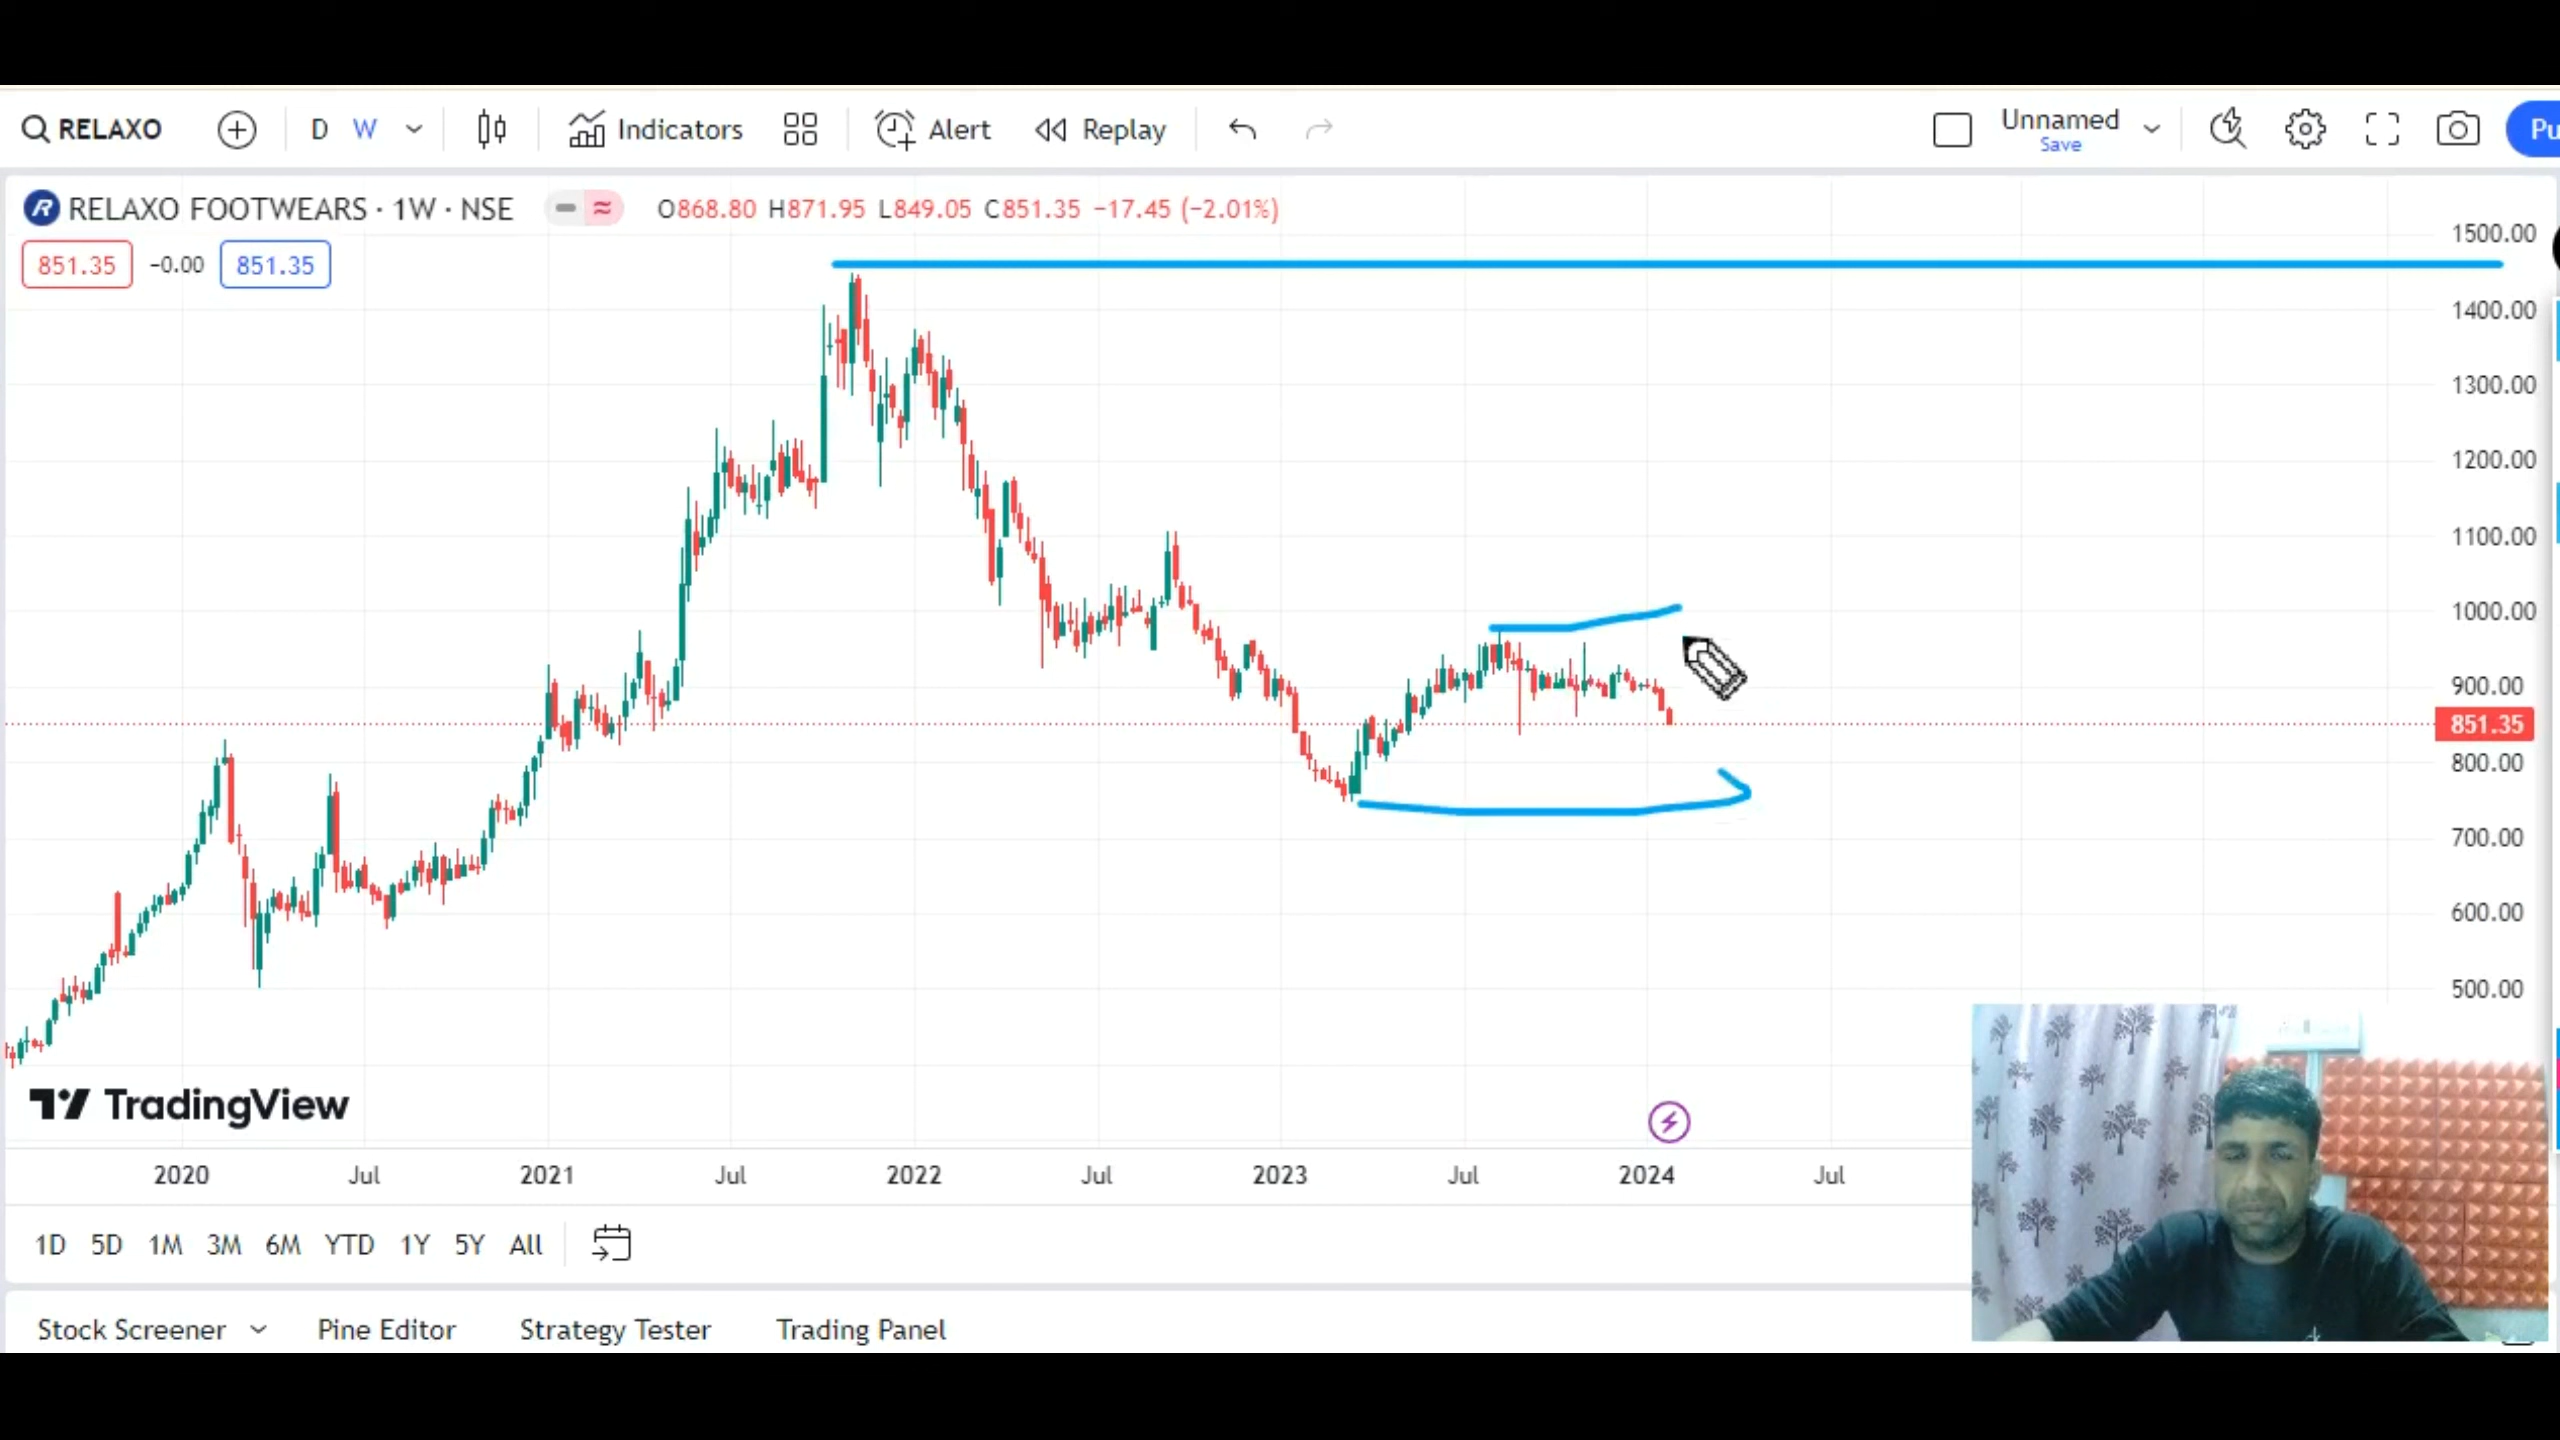 RELAXO D W Indicators Alert Replay Unnamed
Save
RELAXO FOOTWEARS · 1W · NSE O868.80 H871.95 L849.05 C851.35 −17.45 (−2.01%)
851.35 −0.00 851.35
1500.00
1400.00
1300.00
1200.00
1100.00
1000.00
900.00
851.35
800.00
700.00
600.00
500.00
TradingView
2020 Jul 2021 Jul 2022 Jul 2023 Jul 2024 Jul
1D 5D 1M 3M 6M YTD 1Y 5Y All
Stock Screener Pine Editor Strategy Tester Trading Panel